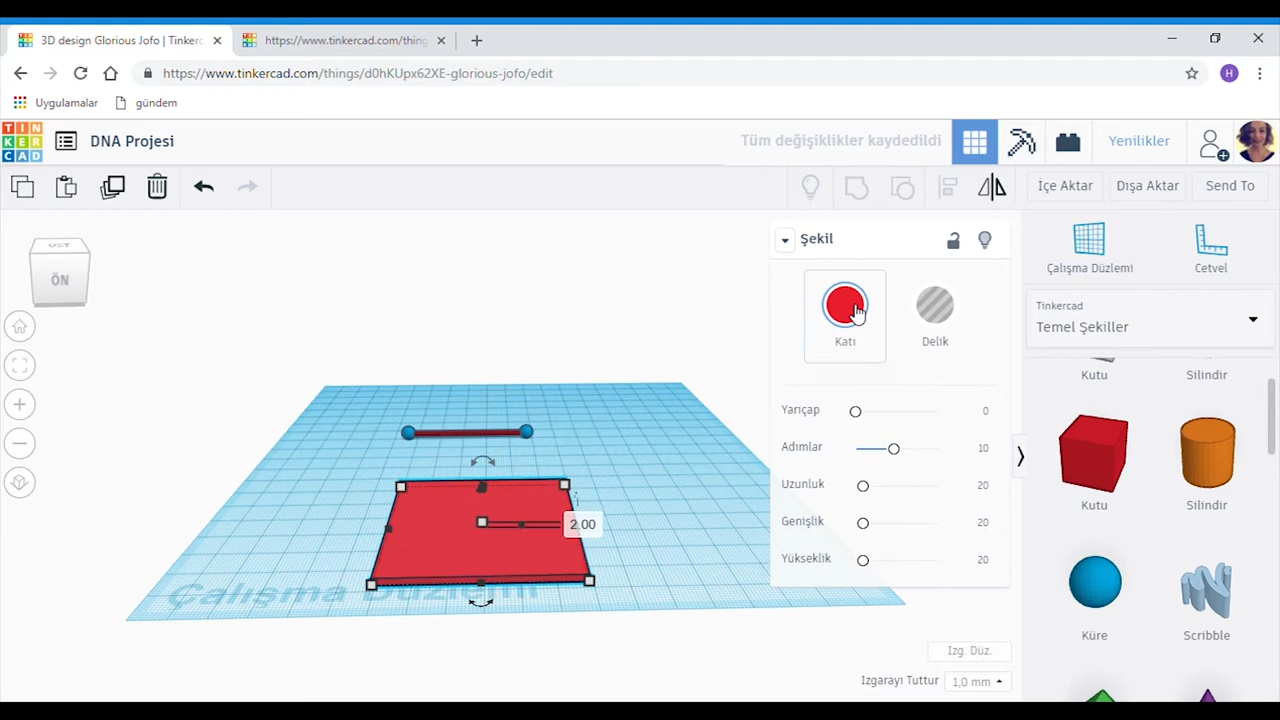 3D design Glorious Jofo | Tinkerc
https://www.tinkercad.com/thing
https://www.tinkercad.com/things/d0hKUpx62XE-glorious-jofo/edit
H
Uygulamalar
gündem
TIN
KER
CAD
DNA Projesi
Tüm değişiklikler kaydedildi
Yenilikler
İçe Aktar
Dışa Aktar
Send To
ÜST
ÖN
Şekil
Katı
Delik
Yarıçap 0
Adımlar 10
Uzunluk 20
Genişlik 20
Yükseklik 20
Çalışma Düzlemi
Cetvel
Tinkercad
Temel Şekiller
Kutu
Silindir
Kutu
Silindir
Küre
Scribble
2.00
Çalışma Düzlemi
Izg. Düz.
Izgarayı Tuttur 1,0 mm